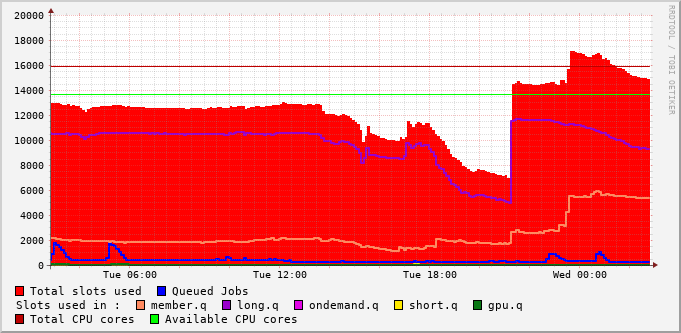 20000
18000
16000
14000
12000
10000
8000
6000
4000
2000
0
Tue 06:00 Tue 12:00 Tue 18:00 Wed 00:00
RRDTOOL / TOBI OETIKER
Total slots used Queued Jobs
Slots used in : member.q long.q ondemand.q short.q gpu.q
Total CPU cores Available CPU cores